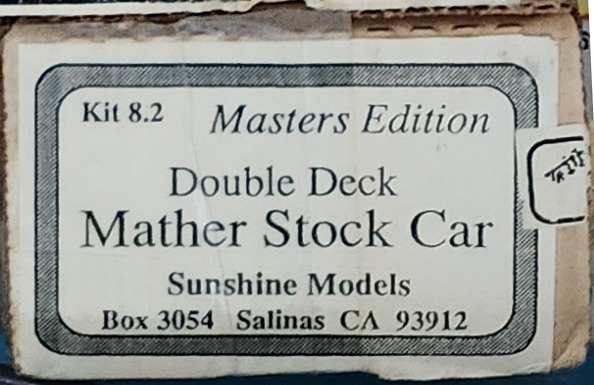 Kit 8.2 Masters Edition
Double Deck
Mather Stock Car
Sunshine Models
Box 3054 Salinas CA 93912